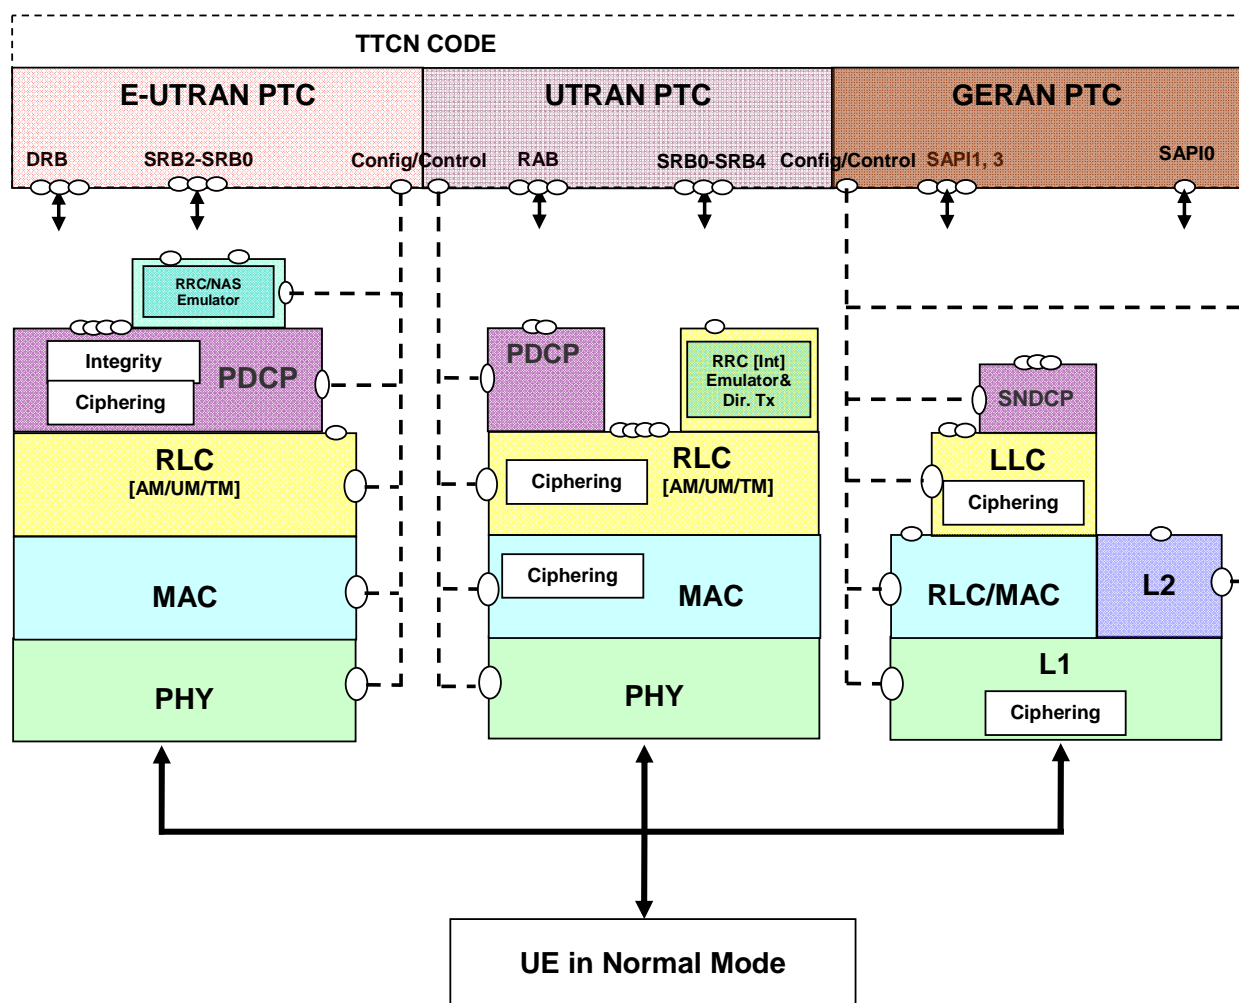 TTCN CODE
E-UTRAN PTC
UTRAN PTC
GERAN PTC
DRB
SRB2-SRB0
Config/Control
RAB
SRB0-SRB4
Config/Control
SAPI1, 3
SAPI0
RRC/NAS
Emulator
Integrity
PDCP
Ciphering
RLC
[AM/UM/TM]
MAC
PHY
PDCP
RRC [Int]
Emulator&
Dir. Tx
RLC
[AM/UM/TM]
Ciphering
Ciphering
MAC
PHY
SNDCP
LLC
Ciphering
RLC/MAC
L2
L1
Ciphering
UE in Normal Mode